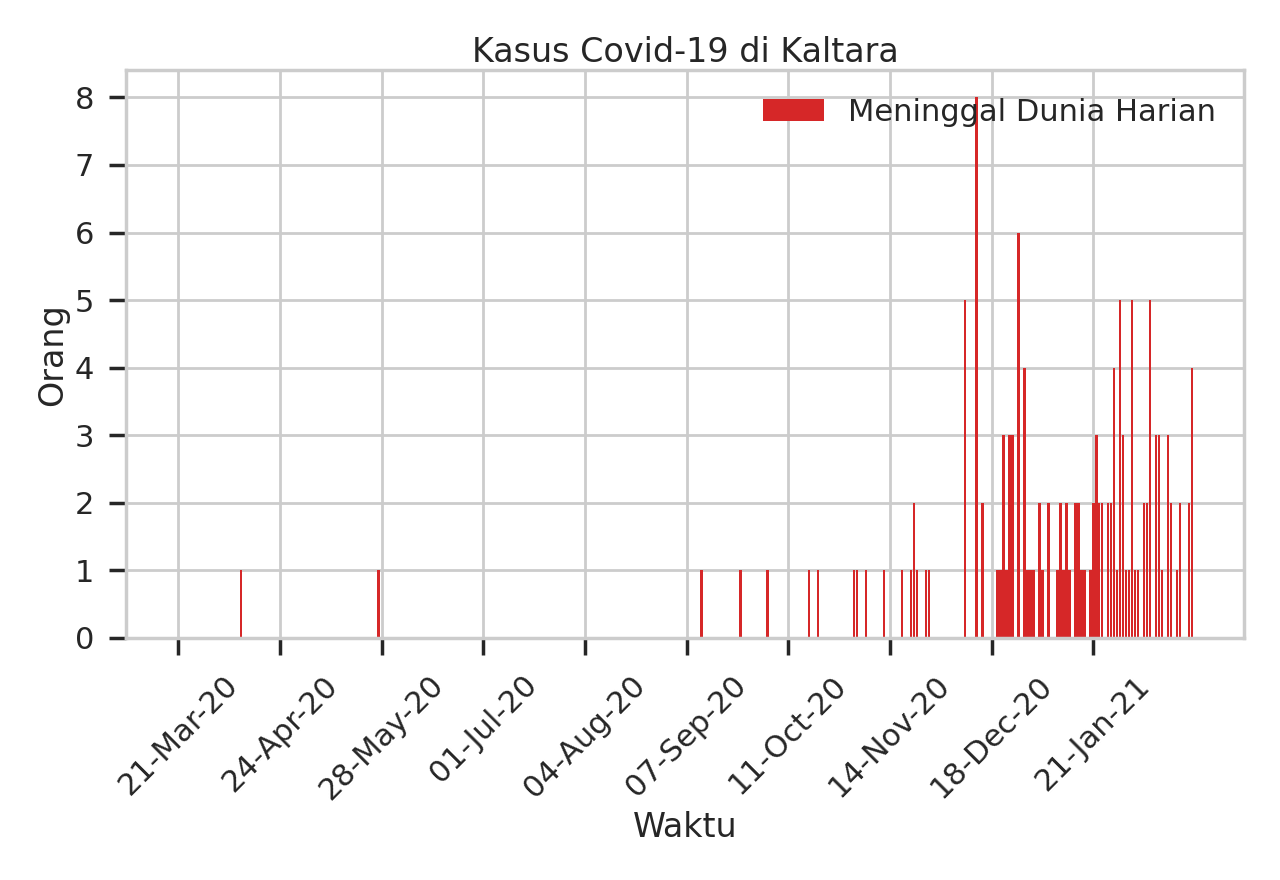 Kasus Covid-19 di Kaltara
Meninggal Dunia Harian
8
7
6
5
4
3
2
1
0
Orang
21-Mar-20
24-Apr-20
28-May-20
01-Jul-20
04-Aug-20
07-Sep-20
11-Oct-20
14-Nov-20
18-Dec-20
21-Jan-21
Waktu